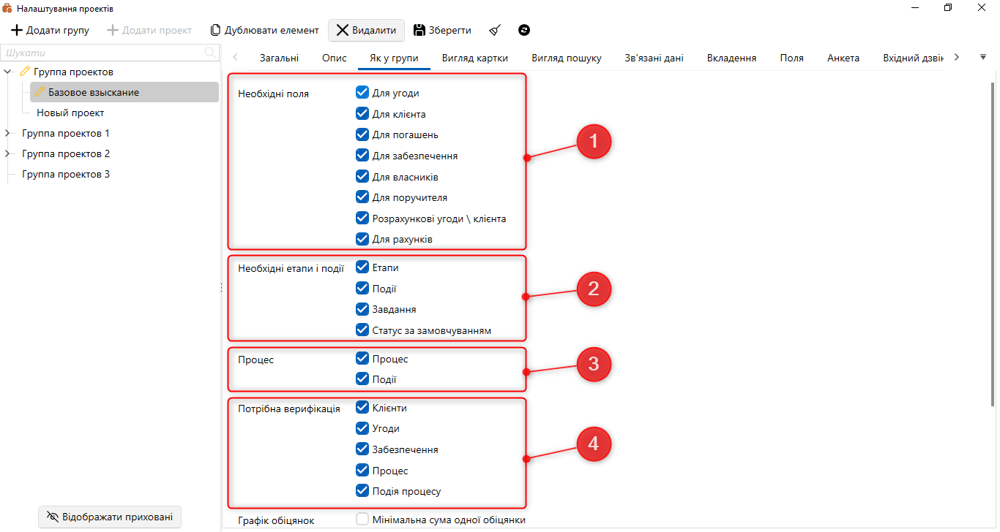 Налаштування проектів
Додати групу Додати проект Дублювати елемент Видалити Зберегти
Шукати
Загальні Опис Як у групи Вигляд картки Вигляд пошуку Зв'язані дані Вкладення Поля Анкета Вхідний дзвін
Группа проектов
Базовое взыскание
Новый проект
Группа проектов 1
Группа проектов 2
Группа проектов 3
Необхідні поля
Для угоди
Для клієнта
Для погашень
Для забезпечення
Для власників
Для поручителя
Розрахункові угоди \ клієнта
Для рахунків
1
Необхідні етапи і події
Етапи
Події
Завдання
Статус за замовчуванням
2
Процес
Процес
Події
3
Потрібна верифікація
Клієнти
Угоди
Забезпечення
Процес
Подія процесу
4
Графік обіцянок
Мінімальна сума одної обіцянки
Відображати приховані